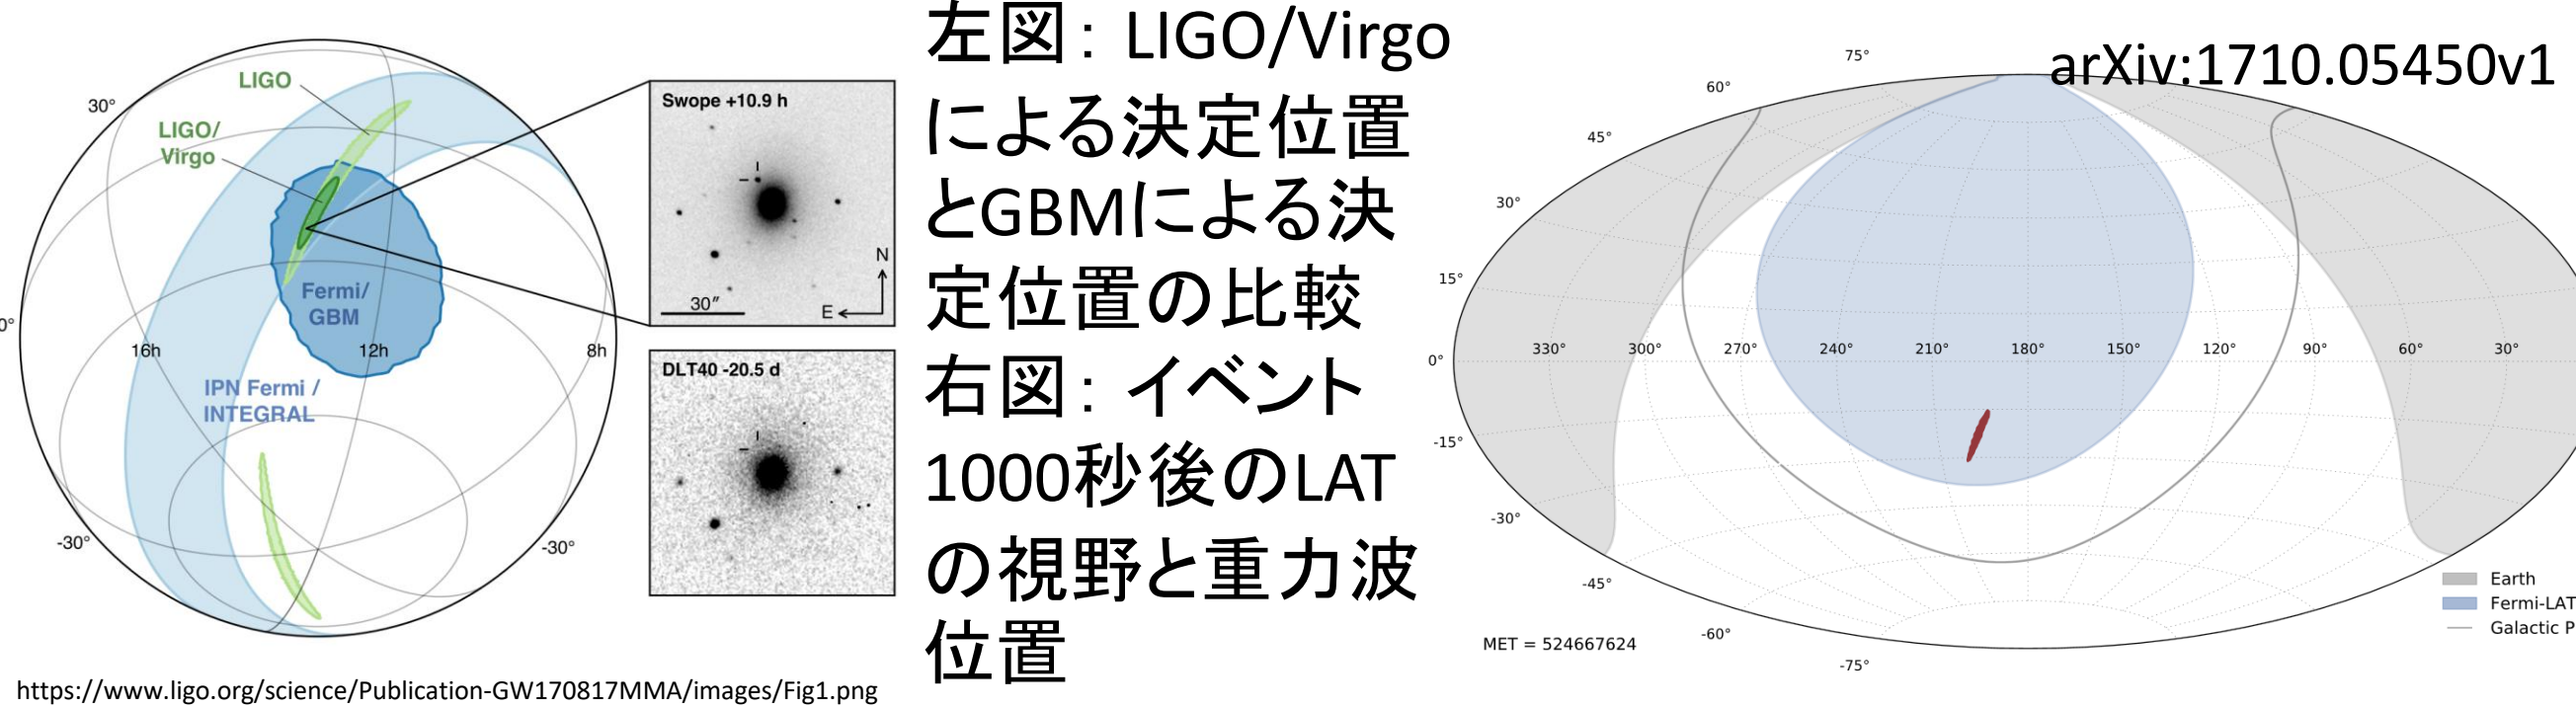 LIGO
LIGO/
Virgo
30°
0°
Fermi/
GBM
16h
12h
8h
IPN Fermi /
INTEGRAL
-30°
-30°
Swope +10.9 h
N
30″
E
DLT40 -20.5 d
https://www.ligo.org/science/Publication-GW170817MMA/images/Fig1.png
左図： LIGO/Virgo
による決定位置
とGBMによる決
定位置の比較
右図： イベント
1000秒後のLAT
の視野と重力波
位置
arXiv:1710.05450v1
75°
60°
45°
30°
15°
0°
330° 300° 270° 240° 210° 180° 150° 120° 90° 60° 30°
-15°
-30°
-45°
-60°
-75°
MET = 524667624
Earth
Fermi-LAT
Galactic P